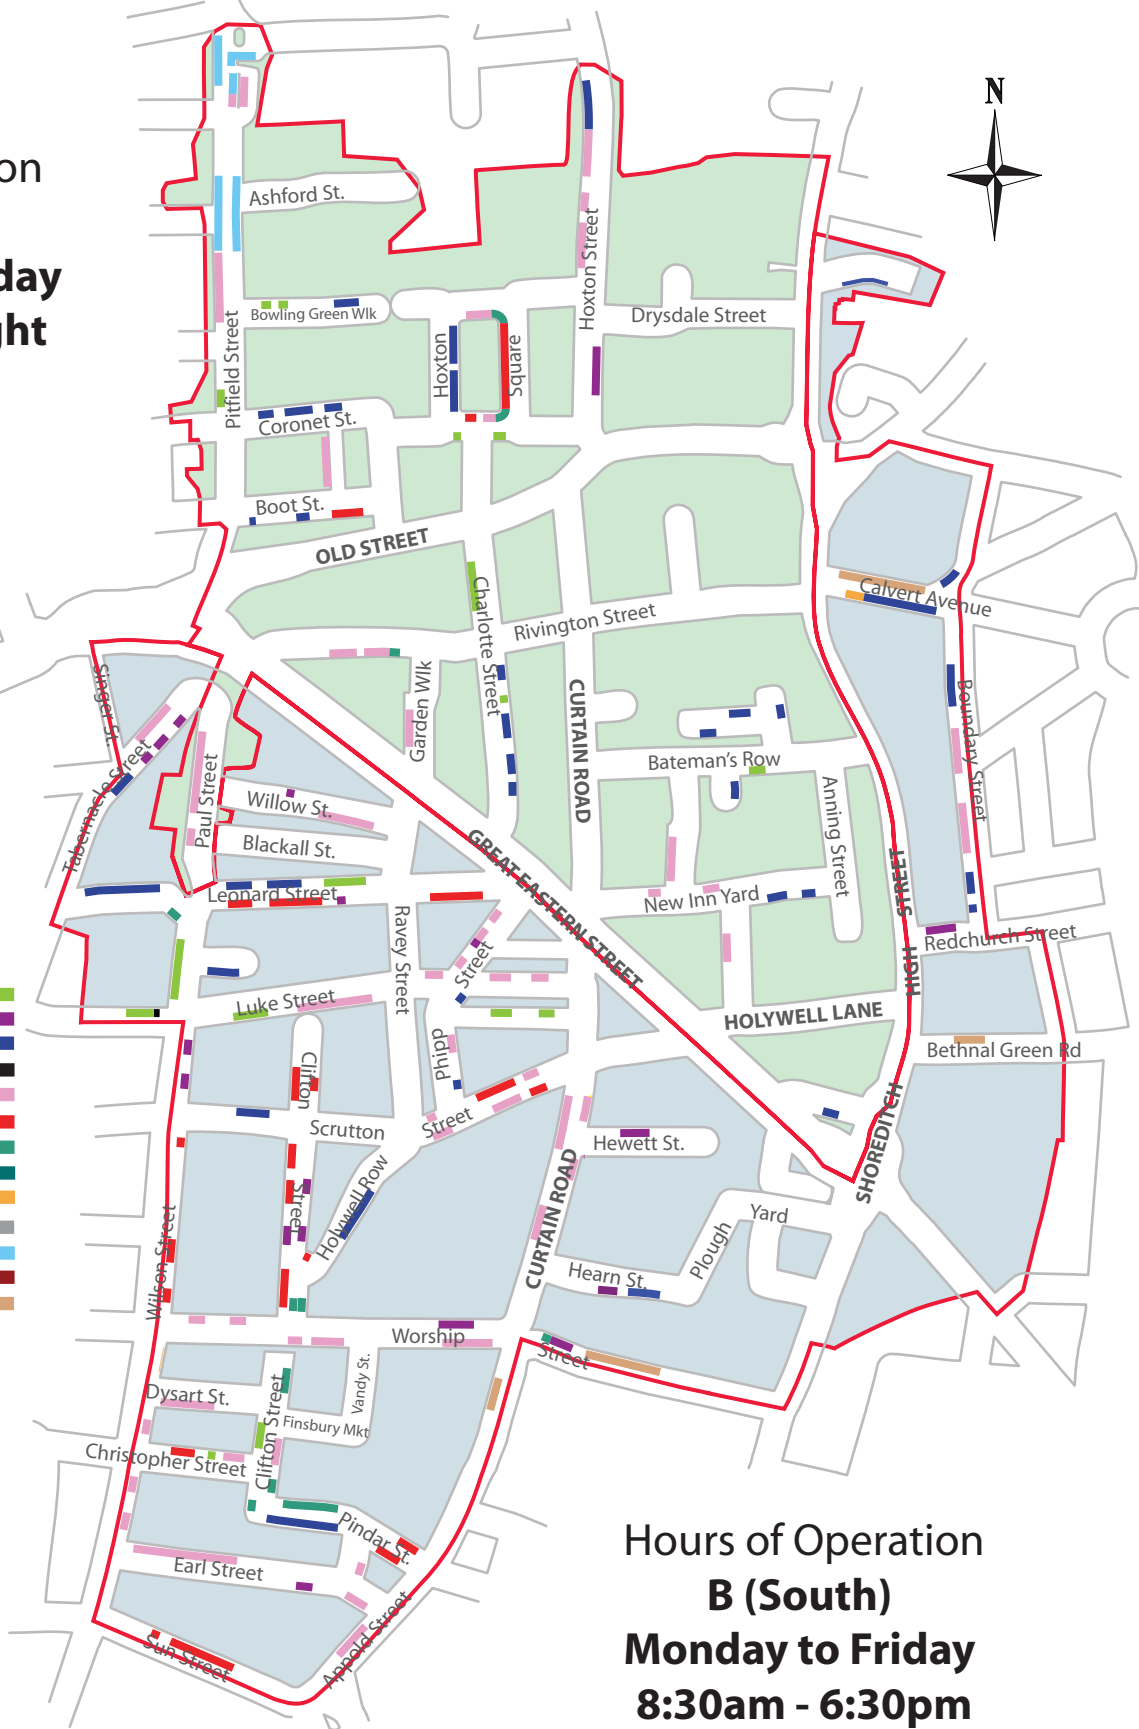 on
day
ght
N
Ashford St.
Hoxton Street
Bowling Green Wlk
Drysdale Street
Pitfield Street
Hoxton
Square
Coronet St.
Boot St.
OLD STREET
Charlotte Street
Calvert Avenue
Rivington Street
Singer St.
Garden Wlk
CURTAIN ROAD
Boundary Street
Tabernacle Street
Paul Street
Bateman's Row
Willow St.
Anning Street
Blackall St.
GREAT EASTERN STREET
Leonard Street
New Inn Yard
Ravey Street
Street
HIGH STREET
Redchurch Street
Luke Street
HOLYWELL LANE
Phipp
Bethnal Green Rd
Clifton
Scrutton
Street
Hewett St.
SHOREDITCH
Street
Holywell Row
CURTAIN ROAD
Wilson Street
Plough
Yard
Hearn St.
Worship
Street
Dysart St.
Vandy St.
Clifton Street
Finsbury Mkt
Christopher Street
Pindar St.
Earl Street
Appold Street
Sun Street
Hours of Operation
B (South)
Monday to Friday
8:30am - 6:30pm